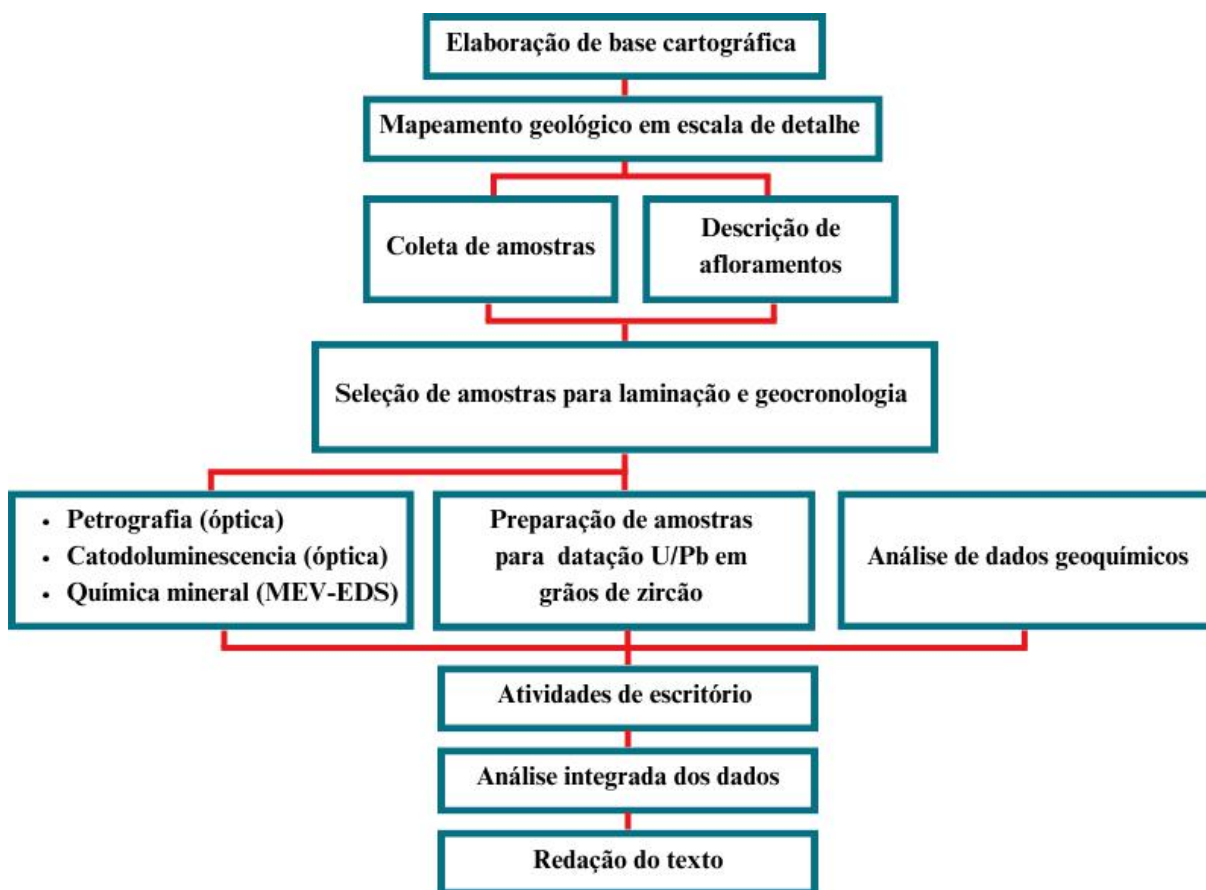 Elaboração de base cartográfica
Mapeamento geológico em escala de detalhe
Coleta de amostras
Descrição de
afloramentos
Seleção de amostras para laminação e geocronologia
• Petrografia (óptica)
• Catodoluminescencia (óptica)
• Química mineral (MEV-EDS)
Preparação de amostras
para datação U/Pb em
grãos de zircão
Análise de dados geoquímicos
Atividades de escritório
Análise integrada dos dados
Redação do texto